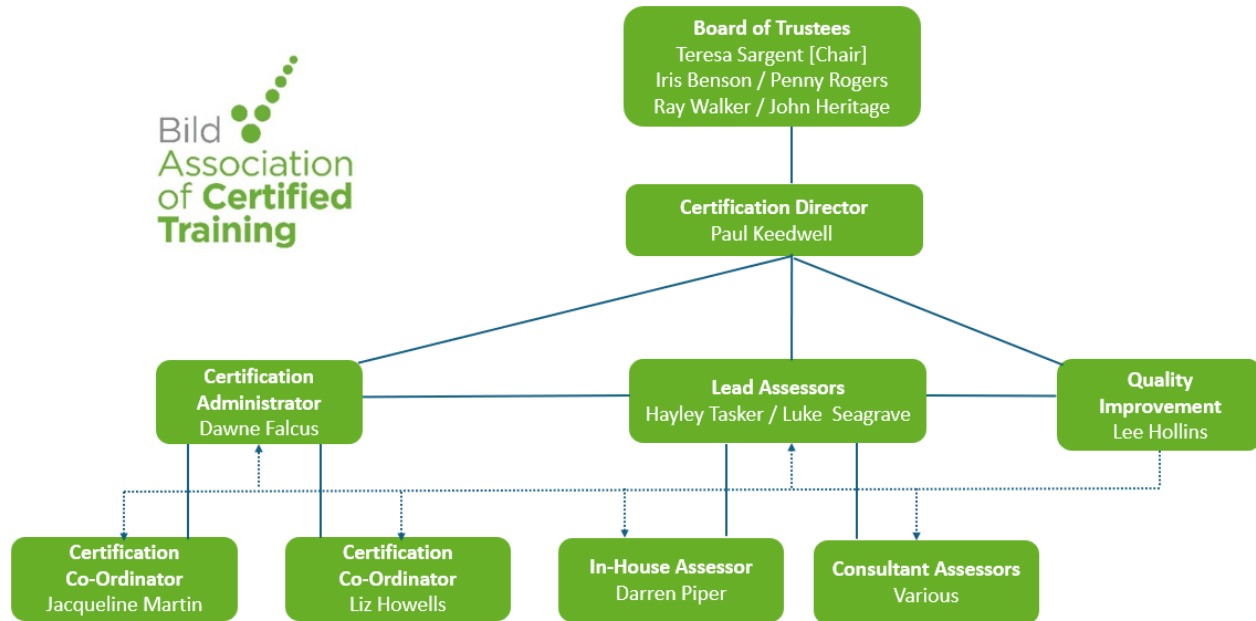 Board of Trustees
Teresa Sargent [Chair]
Iris Benson / Penny Rogers
Ray Walker / John Heritage
Bild
Association
of Certified
Training
Certification Director
Paul Keedwell
Certification
Administrator
Dawne Falcus
Lead Assessors
Hayley Tasker / Luke  Seagrave
Quality
Improvement
Lee Hollins
Certification
Co-Ordinator
Jacqueline Martin
Certification
Co-Ordinator
Liz Howells
In-House Assessor
Darren Piper
Consultant Assessors
Various